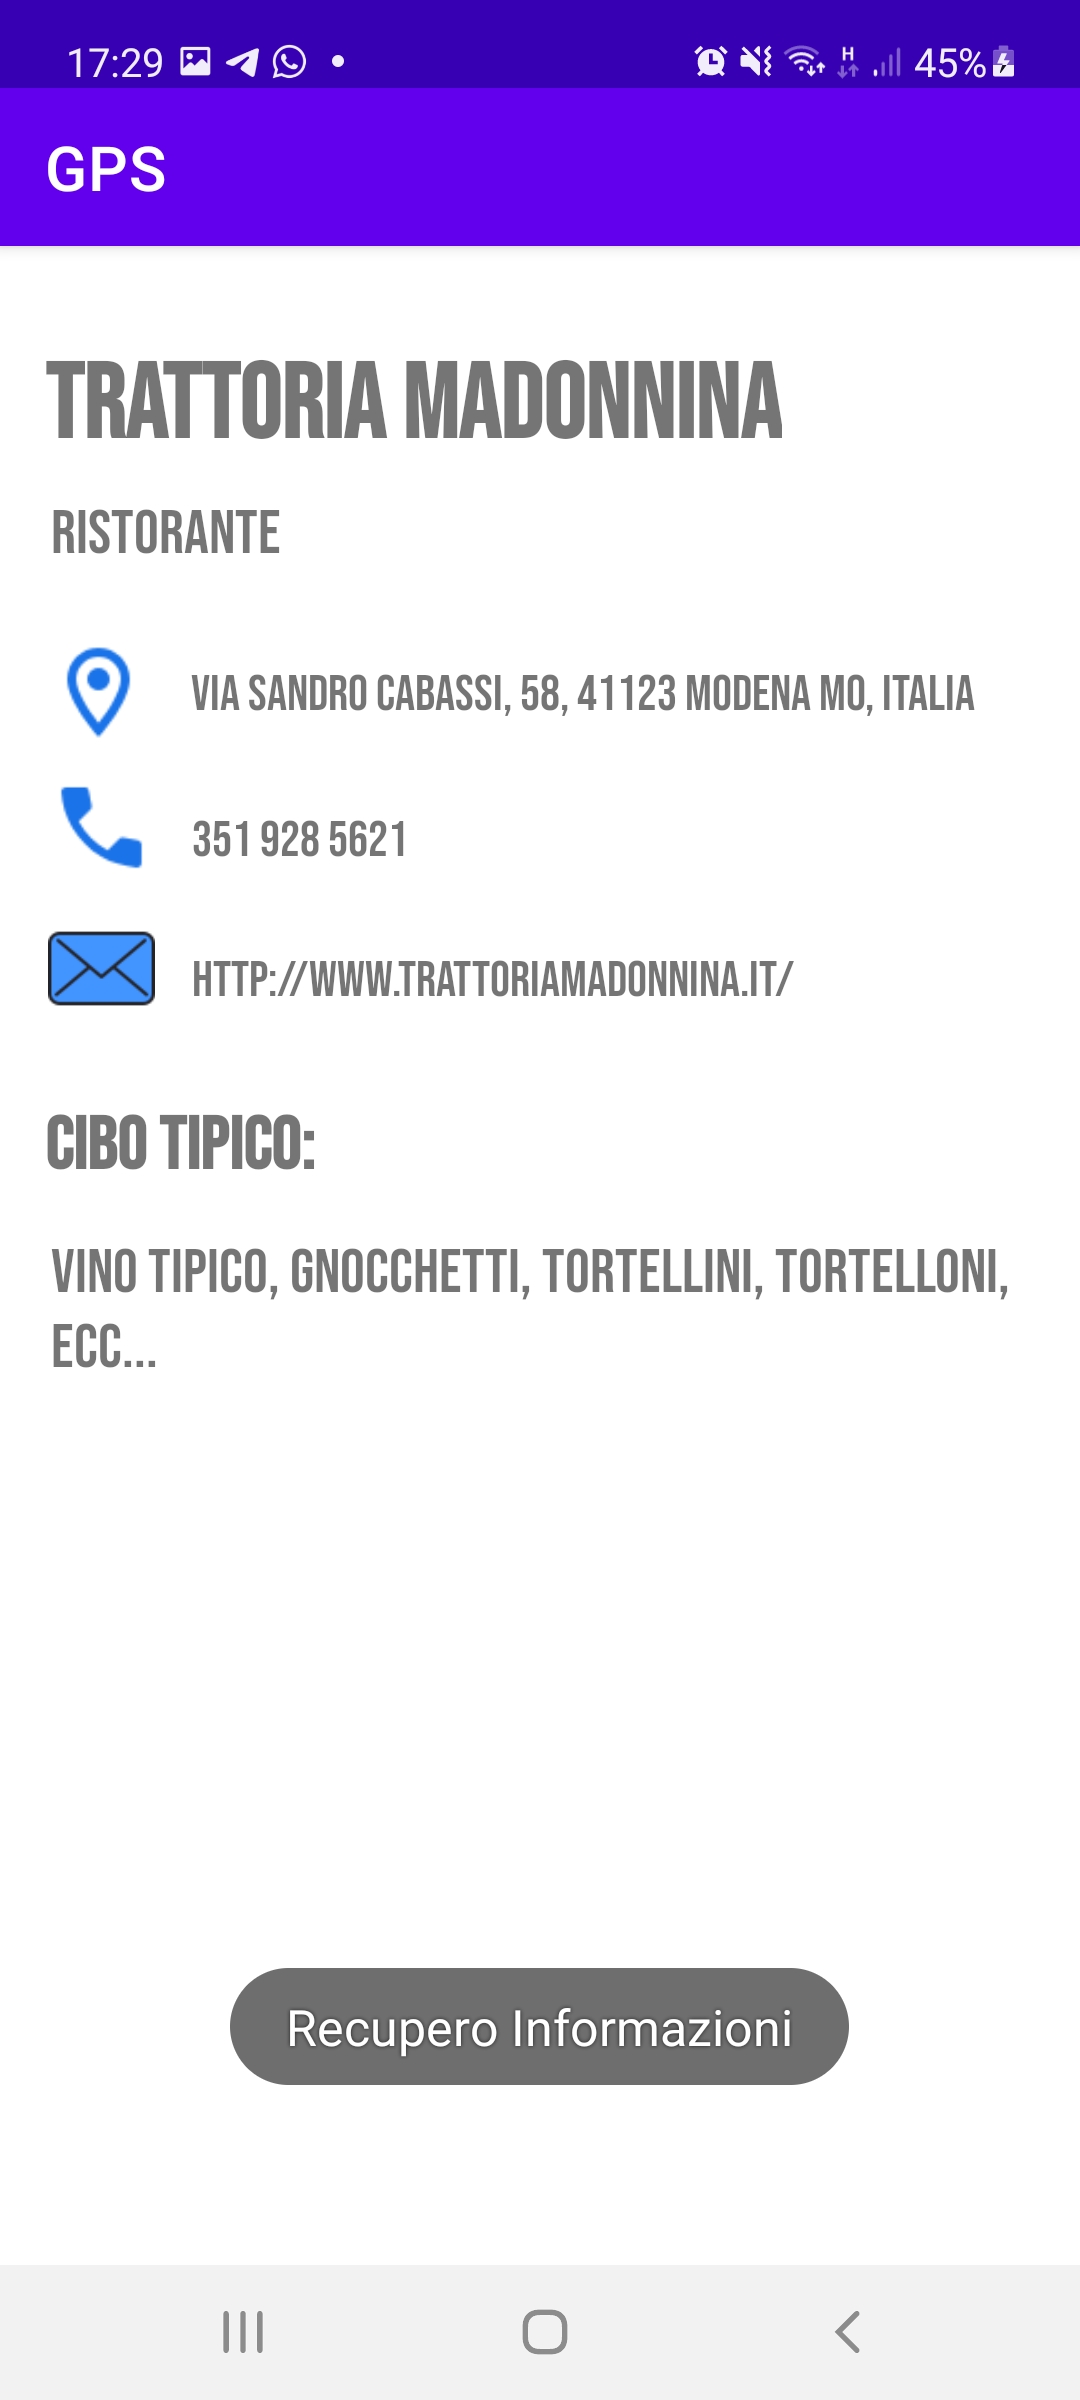 17:29
H
45%
GPS
TRATTORIA MADONNINA
RISTORANTE
VIA SANDRO CABASSI, 58, 41123 MODENA MO, ITALIA
351 928 5621
HTTP://WWW.TRATTORIAMADONNINA.IT/
CIBO TIPICO:
VINO TIPICO, GNOCCHETTI, TORTELLINI, TORTELLONI,
ECC...
Recupero Informazioni